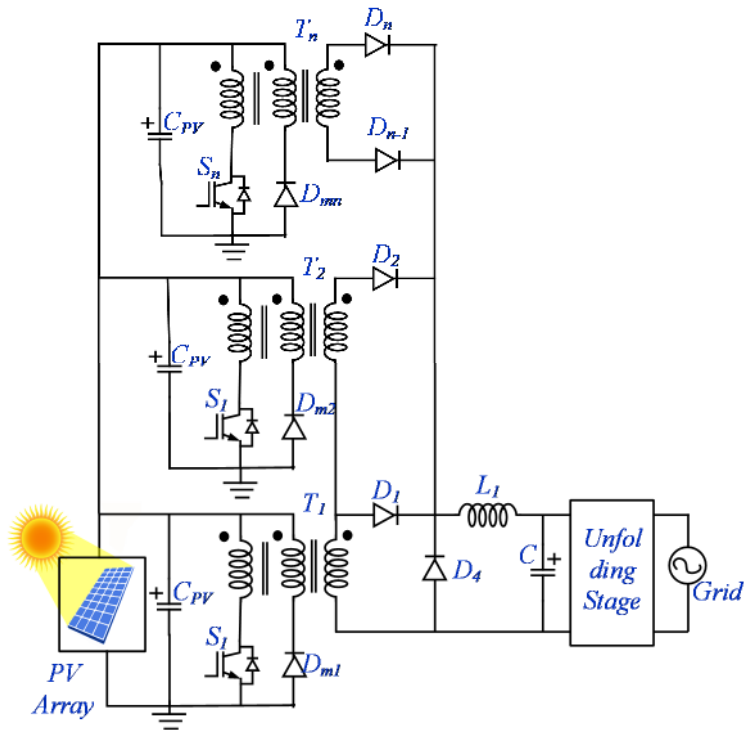 Tn
Dn
+
CPV
Dn-1
Sn
Dmn
T2
D2
+
CPV
S1
Dm2
T1
D1
L1
+
CPV
D4
C
+
Unfol
ding
Stage
Grid
S1
Dm1
PV
Array